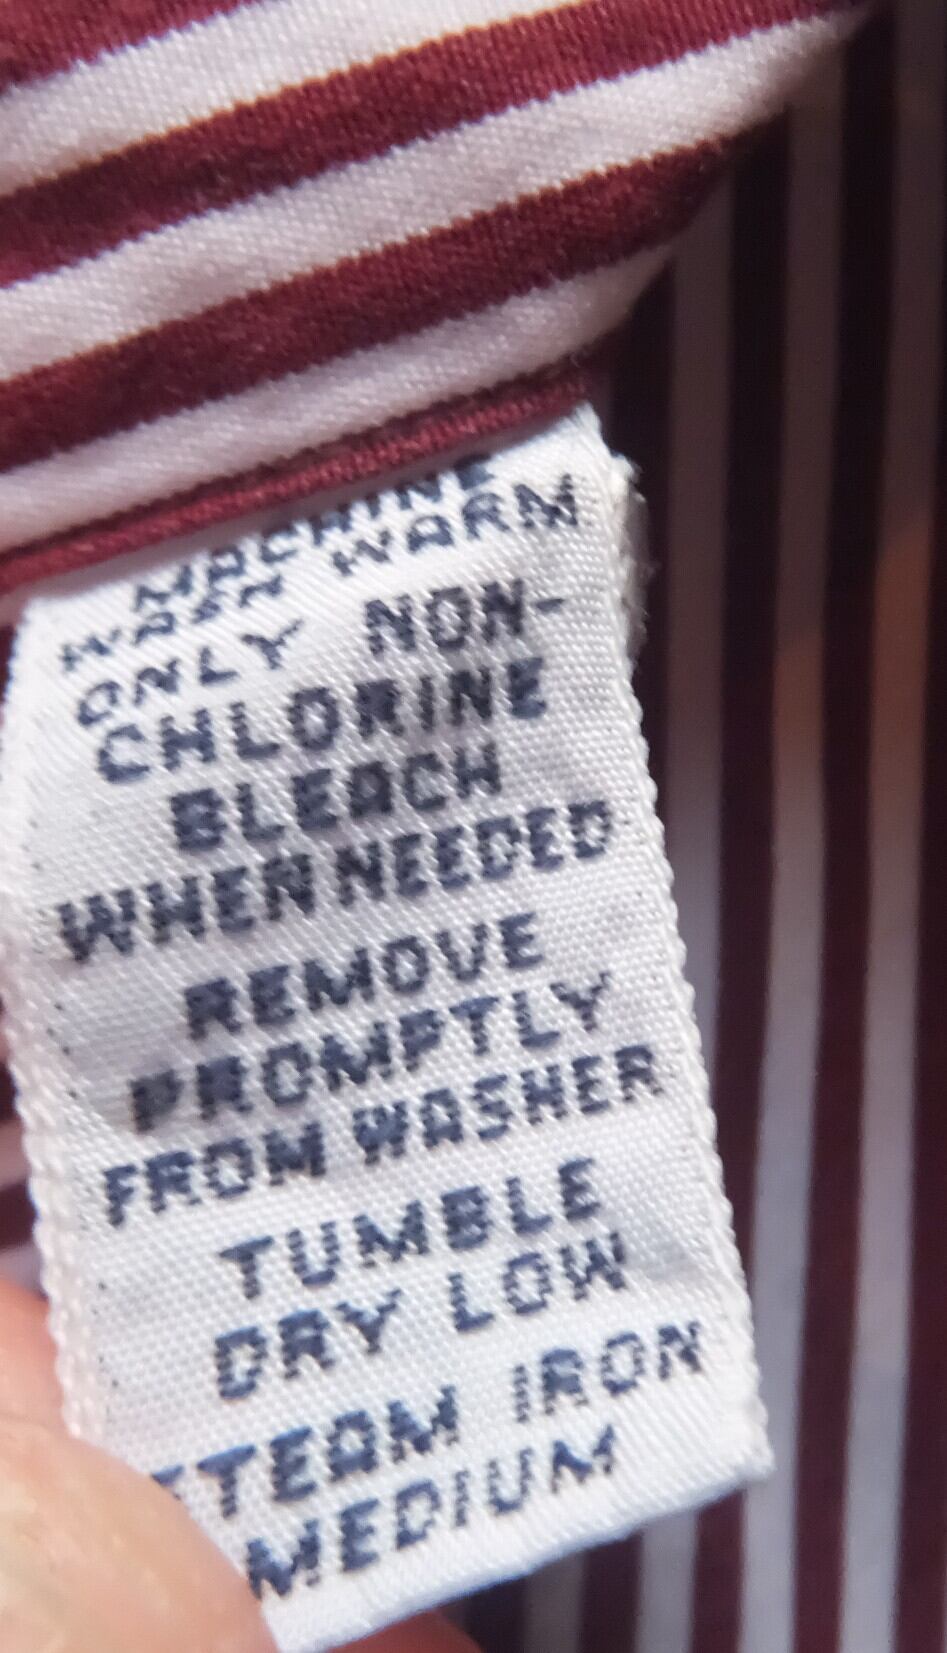 MACHINE
WASH WARM
ONLY NON-
CHLORINE
BLEACH
WHEN NEEDED
REMOVE
PROMPTLY
FROM WASHER
TUMBLE
DRY LOW
STEAM IRON
MEDIUM